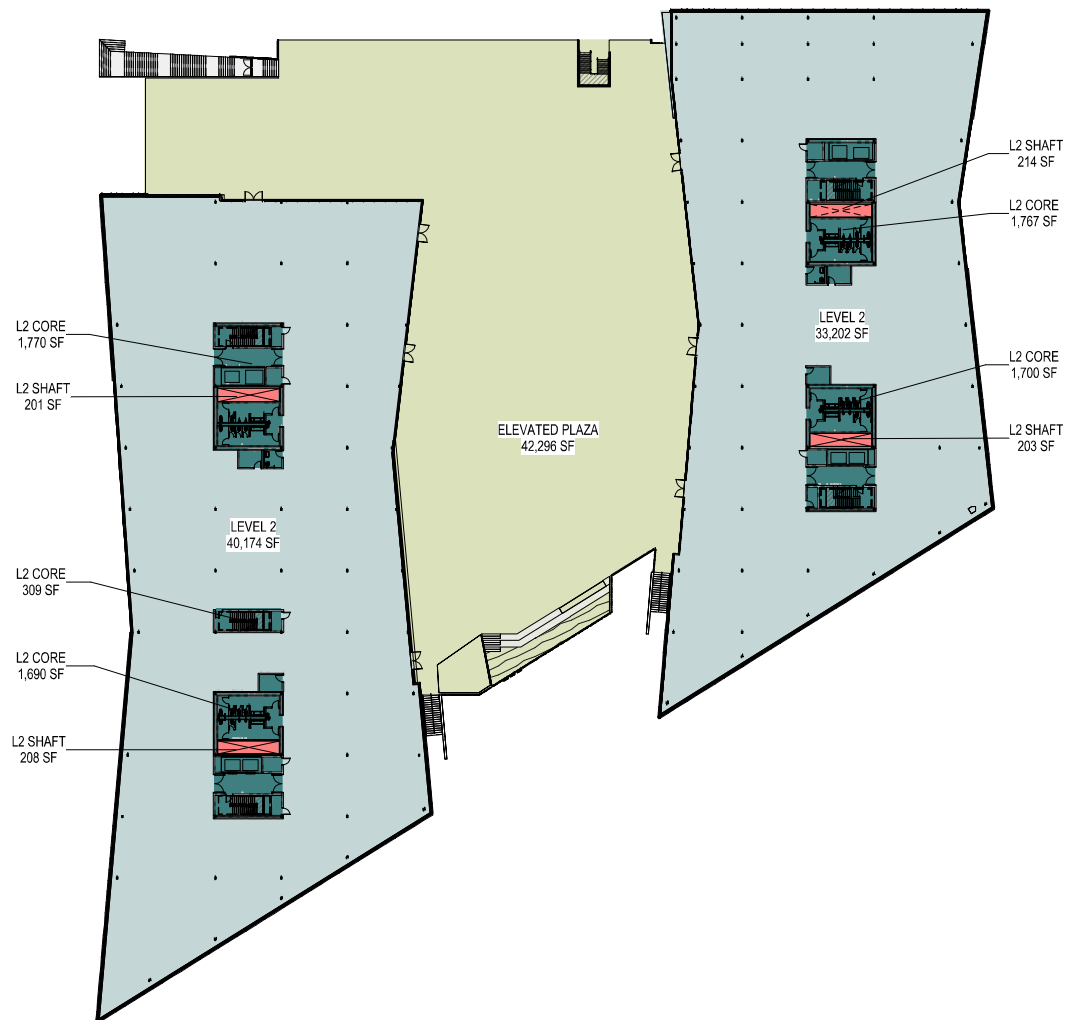 L2 SHAFT
214 SF
L2 CORE
1,767 SF
LEVEL 2
33,202 SF
L2 CORE
1,770 SF
L2 CORE
1,700 SF
L2 SHAFT
201 SF
ELEVATED PLAZA
42,296 SF
L2 SHAFT
203 SF
LEVEL 2
40,174 SF
L2 CORE
309 SF
L2 CORE
1,690 SF
L2 SHAFT
208 SF